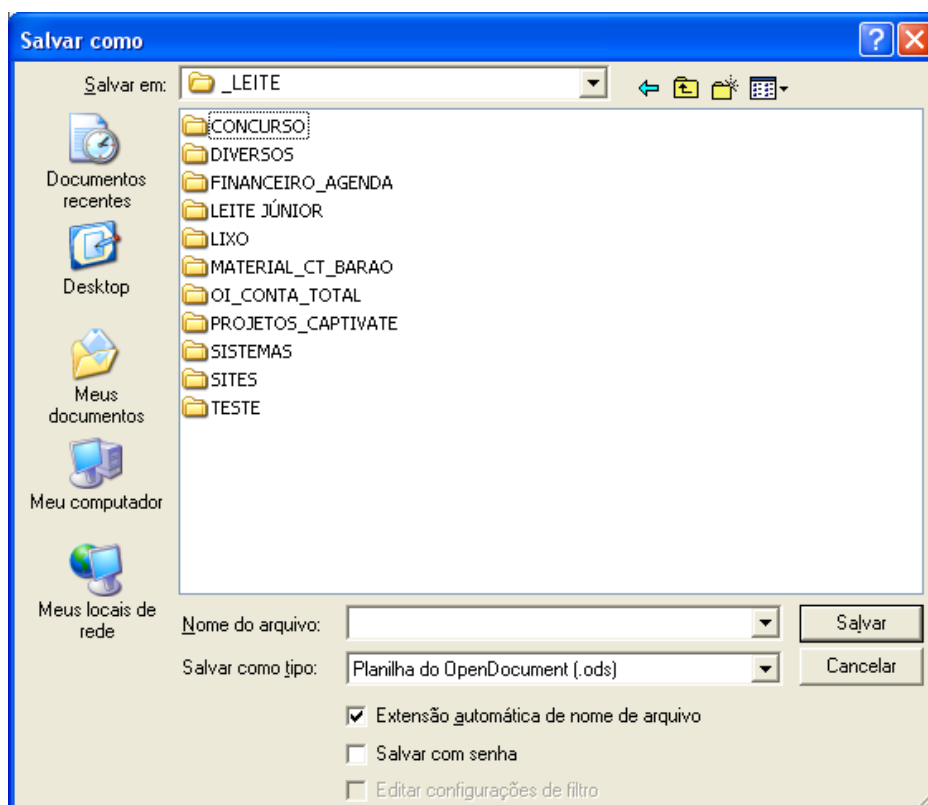 Salvar como
Salvar em:
_LEITE
Documentos
recentes
Desktop
Meus
documentos
Meu computador
Meus locais de
rede
CONCURSO
DIVERSOS
FINANCEIRO_AGENDA
LEITE JÚNIOR
LIXO
MATERIAL_CT_BARAO
OI_CONTA_TOTAL
PROJETOS_CAPTIVATE
SISTEMAS
SITES
TESTE
Nome do arquivo:
Salvar
Salvar como tipo:
Planilha do OpenDocument (.ods)
Cancelar
Extensão automática de nome de arquivo
Salvar com senha
Editar configurações de filtro